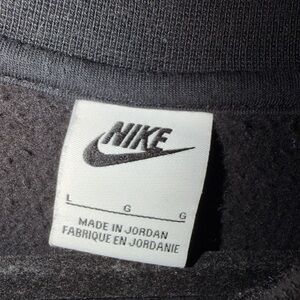 NIKE
L G G
MADE IN JORDAN
FABRIQUE EN JORDANIE